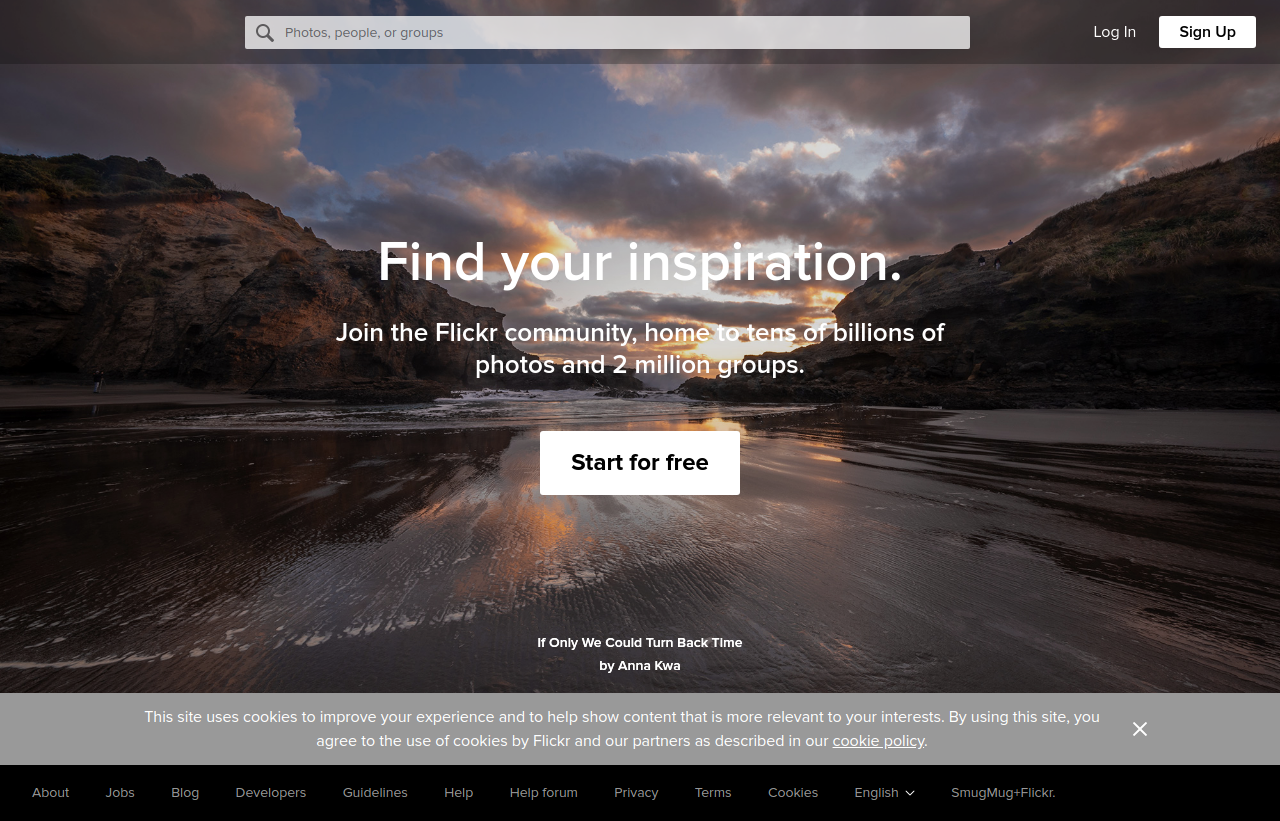 Photos, people, or groups
Log In
Sign Up
Find your inspiration.
Join the Flickr community, home to tens of billions of
photos and 2 million groups.
Start for free
If Only We Could Turn Back Time
by Anna Kwa
This site uses cookies to improve your experience and to help show content that is more relevant to your interests. By using this site, you
agree to the use of cookies by Flickr and our partners as described in our cookie policy.
About Jobs Blog Developers Guidelines Help Help forum Privacy Terms Cookies English SmugMug+Flickr.